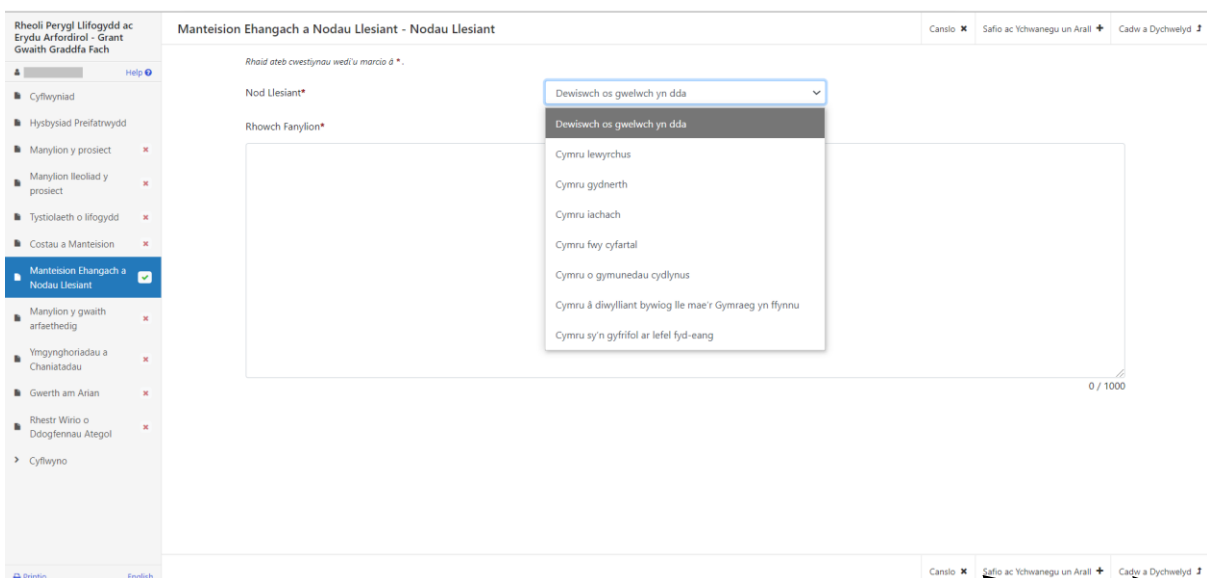 Rheoli Perygl Llifogydd ac
Erydu Arfordirol - Grant
Gwaith Graddfa Fach
Help
Cyflwyniad
Hysbysiad Preifatrwydd
Manylion y prosiect
Manylion lleoliad y
prosiect
Tystiolaeth o lifogydd
Costau a Manteision
Manteision Ehangach a
Nodau Llesiant
Manylion y gwaith
arfaethedig
Ymgynghoriadau a
Chaniatadau
Gwerth am Arian
Rhestr Wirio o
Ddogfennau Ategol
Cyflwyno
Printio English
Manteision Ehangach a Nodau Llesiant - Nodau Llesiant
Canslo Safio ac Ychwanegu un Arall Cadw a Dychwelyd
Rhaid ateb cwestiynau wedi'u marcio â * .
Nod Llesiant*
Dewiswch os gwelwch yn dda
Rhowch Fanylion*
Dewiswch os gwelwch yn dda
Cymru lewyrchus
Cymru gydnerth
Cymru iachach
Cymru fwy cyfartal
Cymru o gymunedau cydlynus
Cymru â diwylliant bywiog lle mae'r Gymraeg yn ffynnu
Cymru sy'n gyfrifol ar lefel fyd-eang
0 / 1000
Canslo Safio ac Ychwanegu un Arall Cadw a Dychwelyd